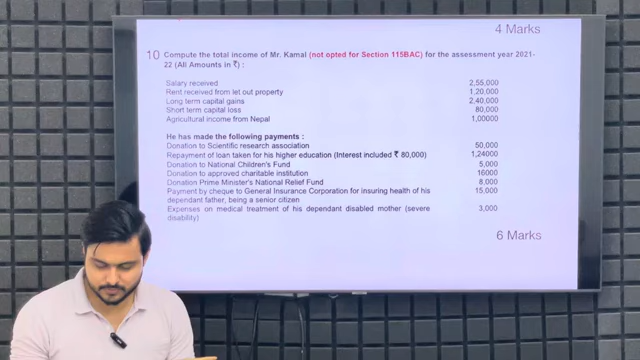 4 Marks
10 Compute the total income of Mr. Kamal (not opted for Section 115BAC) for the assessment year 2021-
22 (All Amounts in ₹) :
Salary received 2,55,000
Rent received from let out property 1,20,000
Long term capital gains 2,40,000
Short term capital loss 80,000
Agricultural income from Nepal 1,00000
He has made the following payments :
Donation to Scientific research association 50,000
Repayment of loan taken for his higher education (Interest included ₹ 80,000) 1,24000
Donation to National Children's Fund 5,000
Donation to approved charitable institution 16000
Donation Prime Minister's National Relief Fund 8,000
Payment by cheque to General Insurance Corporation for insuring health of his 15,000
dependant father, being a senior citizen
Expenses on medical treatment of his dependant disabled mother (severe 3,000
disability)
6 Marks